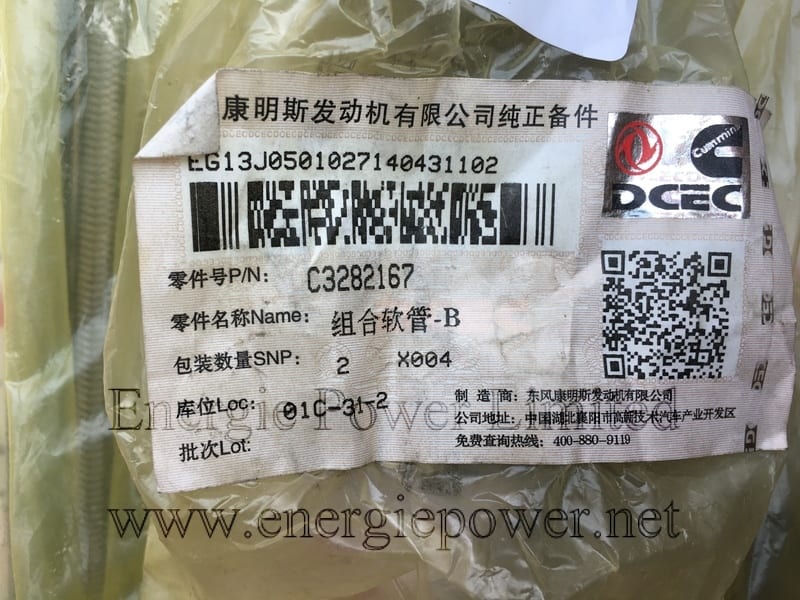 康明斯发动机有限公司纯正备件
EG13J0501027140431102
Cummins
DCEC
零件号P/N: C3282167
零件名称Name: 组合软管-B
包装数量SNP: 2 X004
库位Loc: 01C-31-2
批次Lot:
制 造 商: 东风康明斯发动机有限公司
公司地址: 中国湖北襄阳市高新技术汽车产业开发区
免费查询热线: 400-880-9119
Energie Power Limited
www.energiepower.net